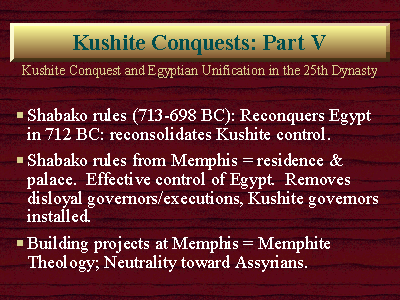 Kushite Conquests: Part V
Kushite Conquest and Egyptian Unification in the 25th Dynasty
Shabako rules (713-698 BC): Reconquers Egypt
in 712 BC: reconsolidates Kushite control.
Shabako rules from Memphis = residence &
palace. Effective control of Egypt. Removes
disloyal governors/executions, Kushite governors
installed.
Building projects at Memphis = Memphite
Theology; Neutrality toward Assyrians.